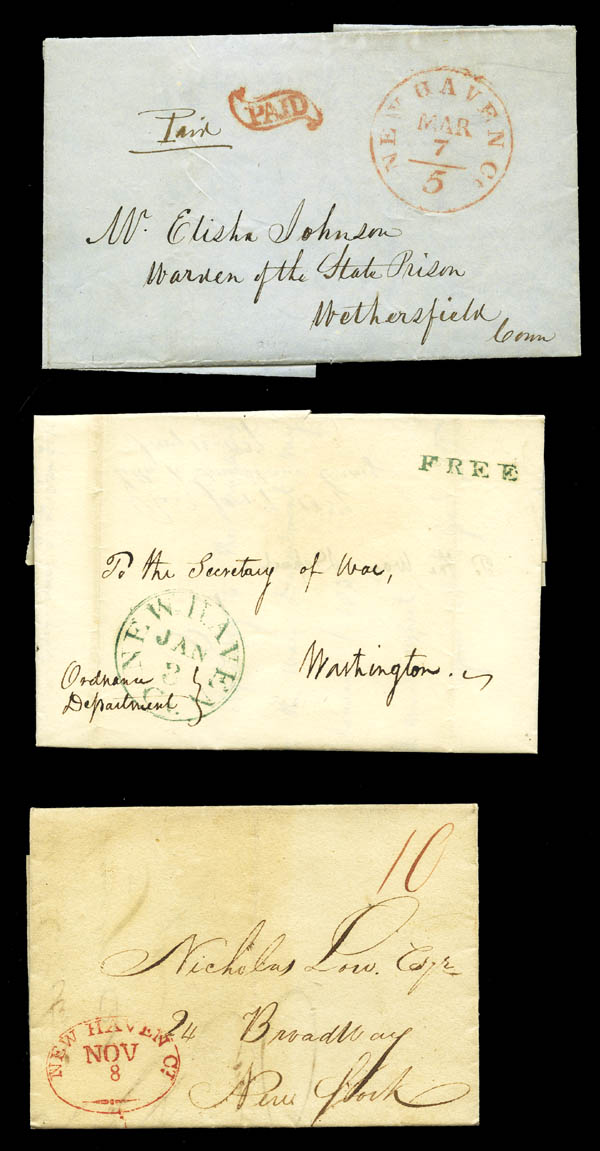 Paid
PAID
NEW HAVEN Ct
MAR
7
5
Mr. Elisha Johnson
Warden of the State Prison
Wethersfield
Conn
FREE
To the Secretary of War,
NEW HAVEN Ct
JAN
8
Washington.
Ordnance
Department
10
Nicholas Low. Esqr
24 Broadway
New York
NEW HAVEN Ct
NOV
8